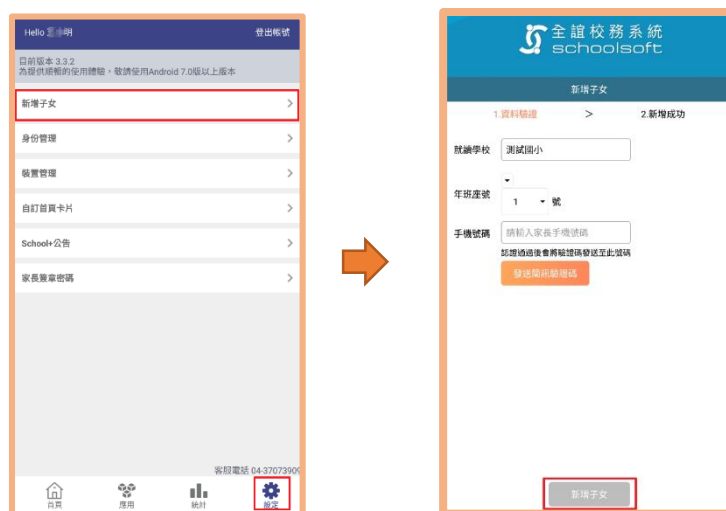 Hello 王小明
登出帳號
目前版本 3.3.2
為提供順暢的使用體驗，敬請使用Android 7.0版以上版本
新增子女
身份管理
裝置管理
自訂首頁卡片
School+公告
家長簽章密碼
客服電話 04-37073909
首頁
應用
統計
設定
全誼校務系統
schoolsoft
新增子女
1.資料驗證 > 2.新增成功
就讀學校 測試國小
年班座號 1 號
手機號碼 請輸入家長手機號碼
認證通過後會將驗證碼發送至此號碼
發送簡訊驗證碼
新增子女